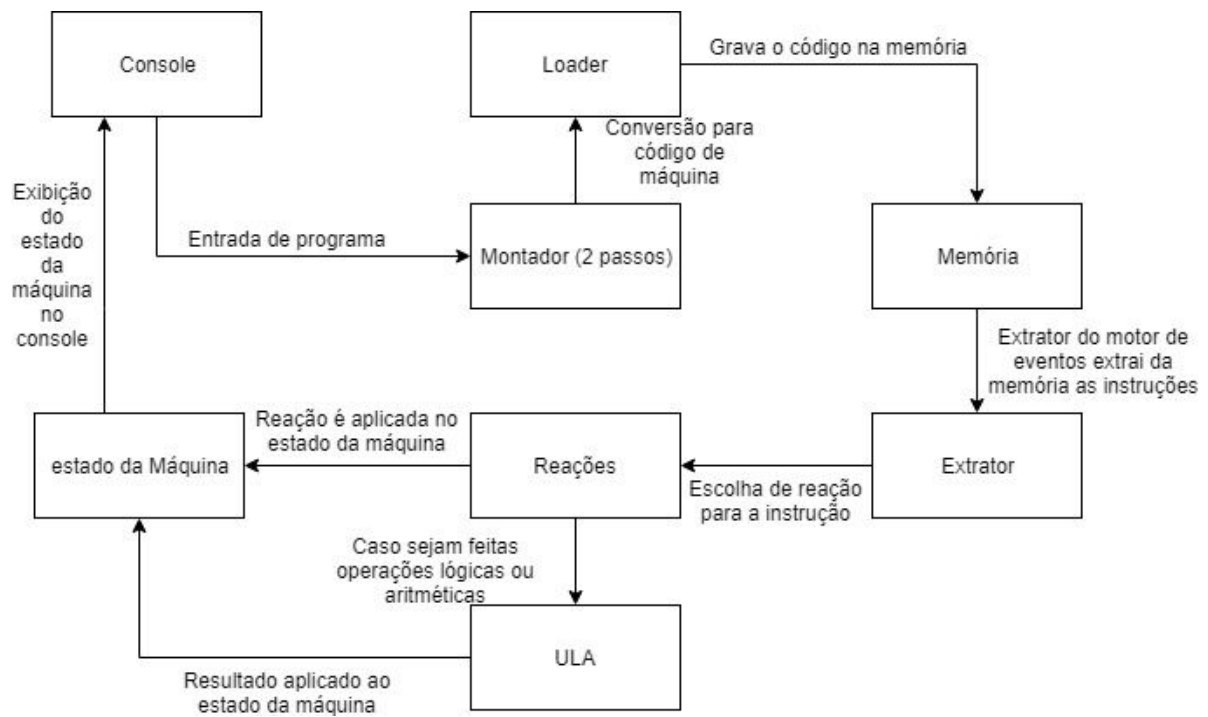 Console
Loader
Grava o código na memória
Conversão para
código de
máquina
Exibição
do
estado
da
máquina
no
console
Entrada de programa
Montador (2 passos)
Memória
Extrator do motor de
eventos extrai da
memória as instruções
Reação é aplicada no
estado da máquina
estado da Máquina
Reações
Extrator
Escolha de reação
para a instrução
Caso sejam feitas
operações lógicas ou
aritméticas
ULA
Resultado aplicado ao
estado da máquina